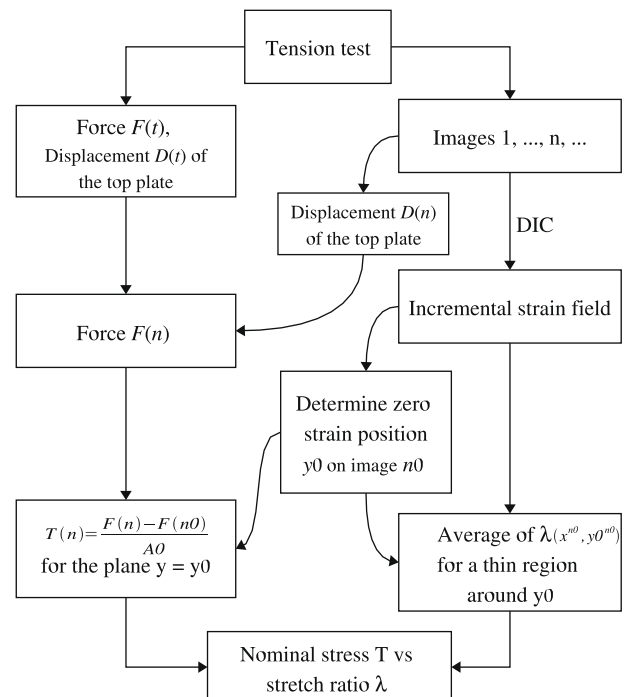 Tension test
Force F(t),
Displacement D(t) of
the top plate
Images 1, ..., n, ...
Displacement D(n)
of the top plate
DIC
Force F(n)
Incremental strain field
Determine zero
strain position
y0 on image n0
T(n)=\frac{F(n)-F(n0)}{A0}
for the plane y = y0
Average of λ(x^{n0}, y0^{n0})
for a thin region
around y0
Nominal stress T vs
stretch ratio λ